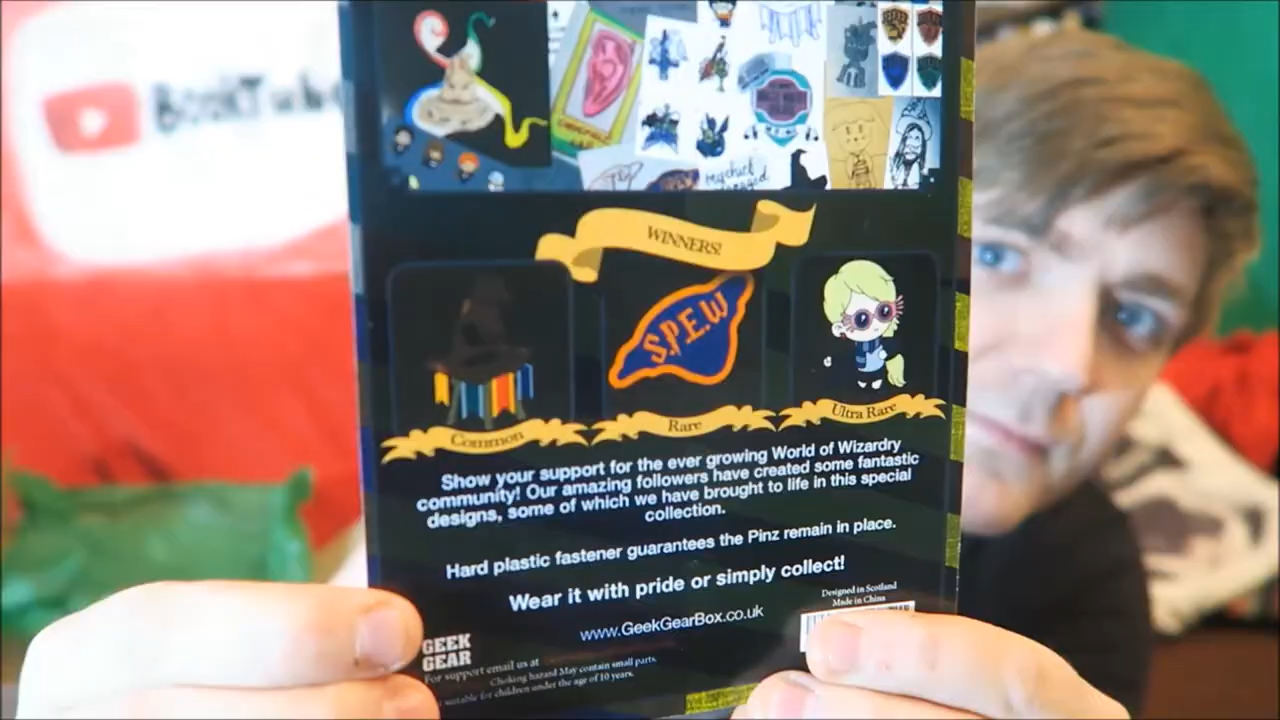 BookTube
WINNERS!
S.P.E.W
Common
Rare
Ultra Rare
Show your support for the ever growing World of Wizardry
community! Our amazing followers have created some fantastic
designs, some of which we have brought to life in this special
collection.
Hard plastic fastener guarantees the Pinz remain in place.
Wear it with pride or simply collect!
www.GeekGearBox.co.uk
Designed in Scotland
Made in China
GEEK
GEAR
For support email us at
Choking hazard May contain small parts.
suitable for children under the age of 10 years.